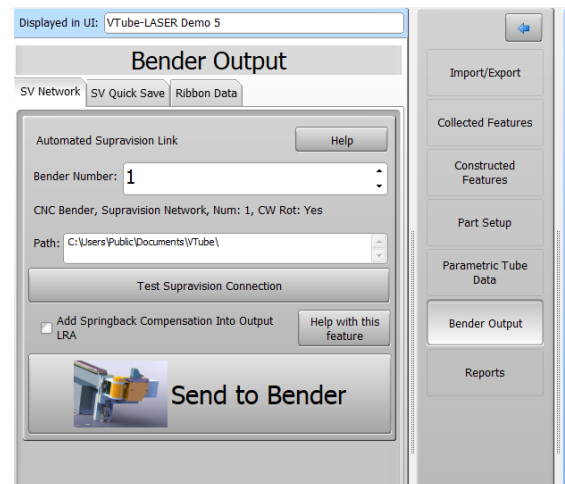 Displayed in UI: VTube-LASER Demo 5
Bender Output
SV Network
SV Quick Save
Ribbon Data
Automated Supravision Link
Help
Bender Number: 1
CNC Bender, Supravision Network, Num: 1, CW Rot: Yes
Path: C:\Users\Public\Documents\VTube\
Test Supravision Connection
Add Springback Compensation Into Output
LRA
Help with this
feature
Send to Bender
Import/Export
Collected Features
Constructed
Features
Part Setup
Parametric Tube
Data
Bender Output
Reports